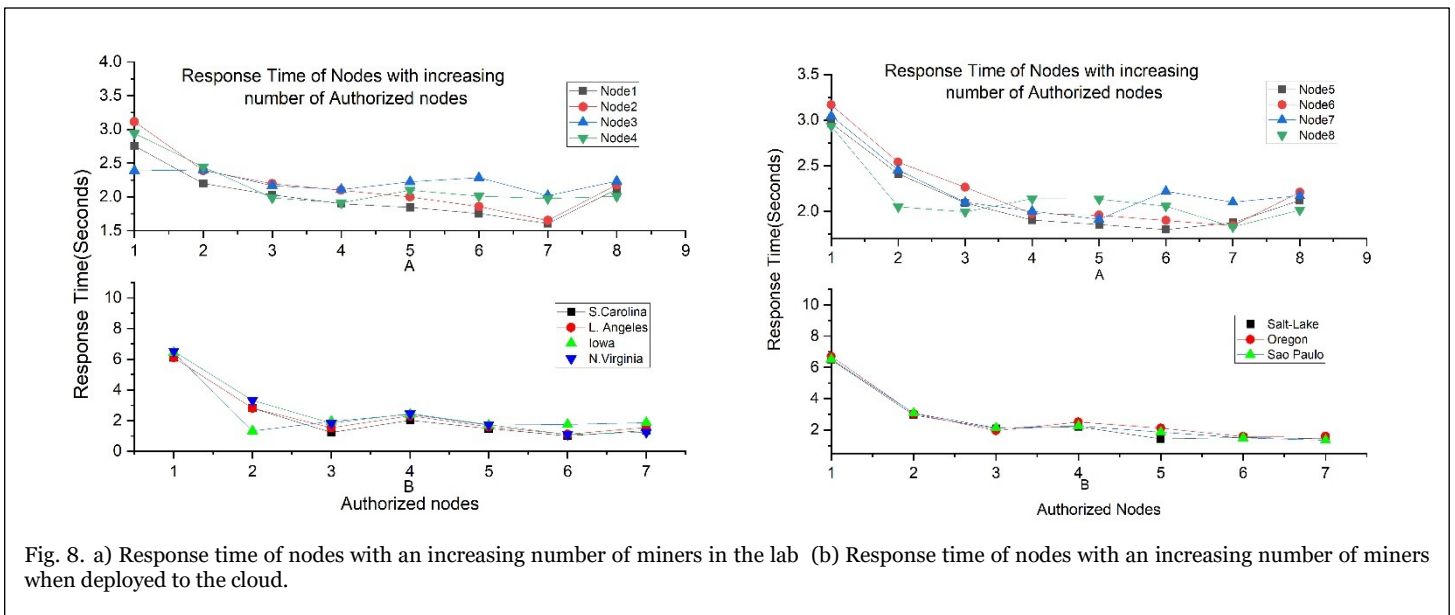 Response Time of Nodes with increasing
number of Authorized nodes
Node1
Node2
Node3
Node4
4.0
3.5
3.0
2.5
2.0
1.5
1 2 3 4 5 6 7 8 9
A
Response Time(Seconds)
S.Carolina
L. Angeles
Iowa
N.Virginia
10
8
6
4
2
0
1 2 3 4 5 6 7
B
Authorized nodes
Response Time of Nodes with increasing
number of Authorized nodes
Node5
Node6
Node7
Node8
3.5
3.0
2.5
2.0
1 2 3 4 5 6 7 8 9
A
Response Time(Seconds)
Salt-Lake
Oregon
Sao Paulo
10
8
6
4
2
1 2 3 4 5 6 7
B
Authorized Nodes
Fig. 8. a) Response time of nodes with an increasing number of miners in the lab (b) Response time of nodes with an increasing number of miners
when deployed to the cloud.